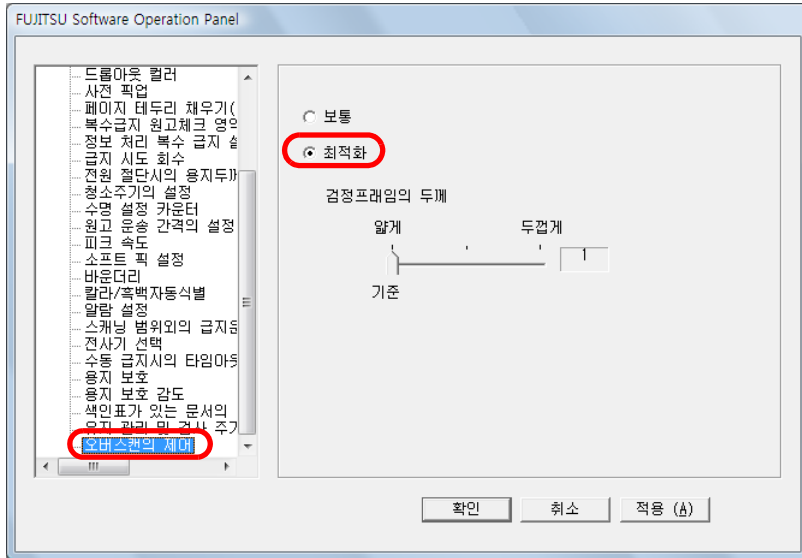 FUJITSU Software Operation Panel
드롭아웃 컬러
사전 픽업
페이지 테두리 채우기(
복수급지 원고체크 영역
정보 처리 복수 급지 설
급지 시도 회수
전원 절단시의 용지두께
청소주기의 설정
수명 설정 카운터
원고 운송 간격의 설정
피크 속도
소프트 픽 설정
바운더리
칼라/흑백자동식별
알람 설정
스캐닝 범위외의 급지운
전사기 선택
수동 급지시의 타임아웃
용지 보호
용지 보호 감도
색인표가 있는 문서의
유지 관리 및 검사 주기
오버스캔의 제어
보통
최적화
검정프래임의 두께
얇게 두껍게
1
기준
확인 취소 적용 (A)